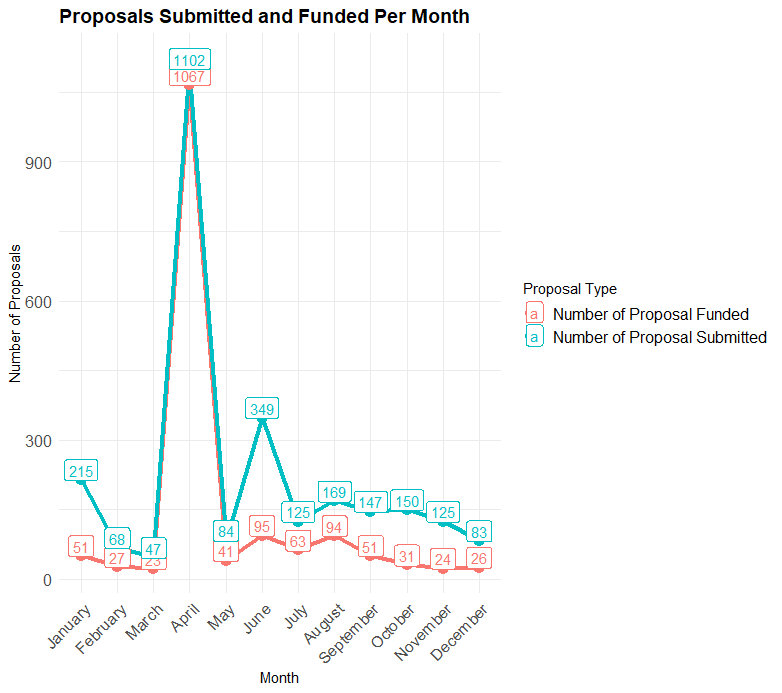 Proposals Submitted and Funded Per Month
Number of Proposals
900
600
300
0
1102
1067
349
215
169
147
150
125
125
84
83
68
47
95
94
63
51
51
41
31
27
23
24
26
January
February
March
April
May
June
July
August
September
October
November
December
Month
Proposal Type
a Number of Proposal Funded
a Number of Proposal Submitted